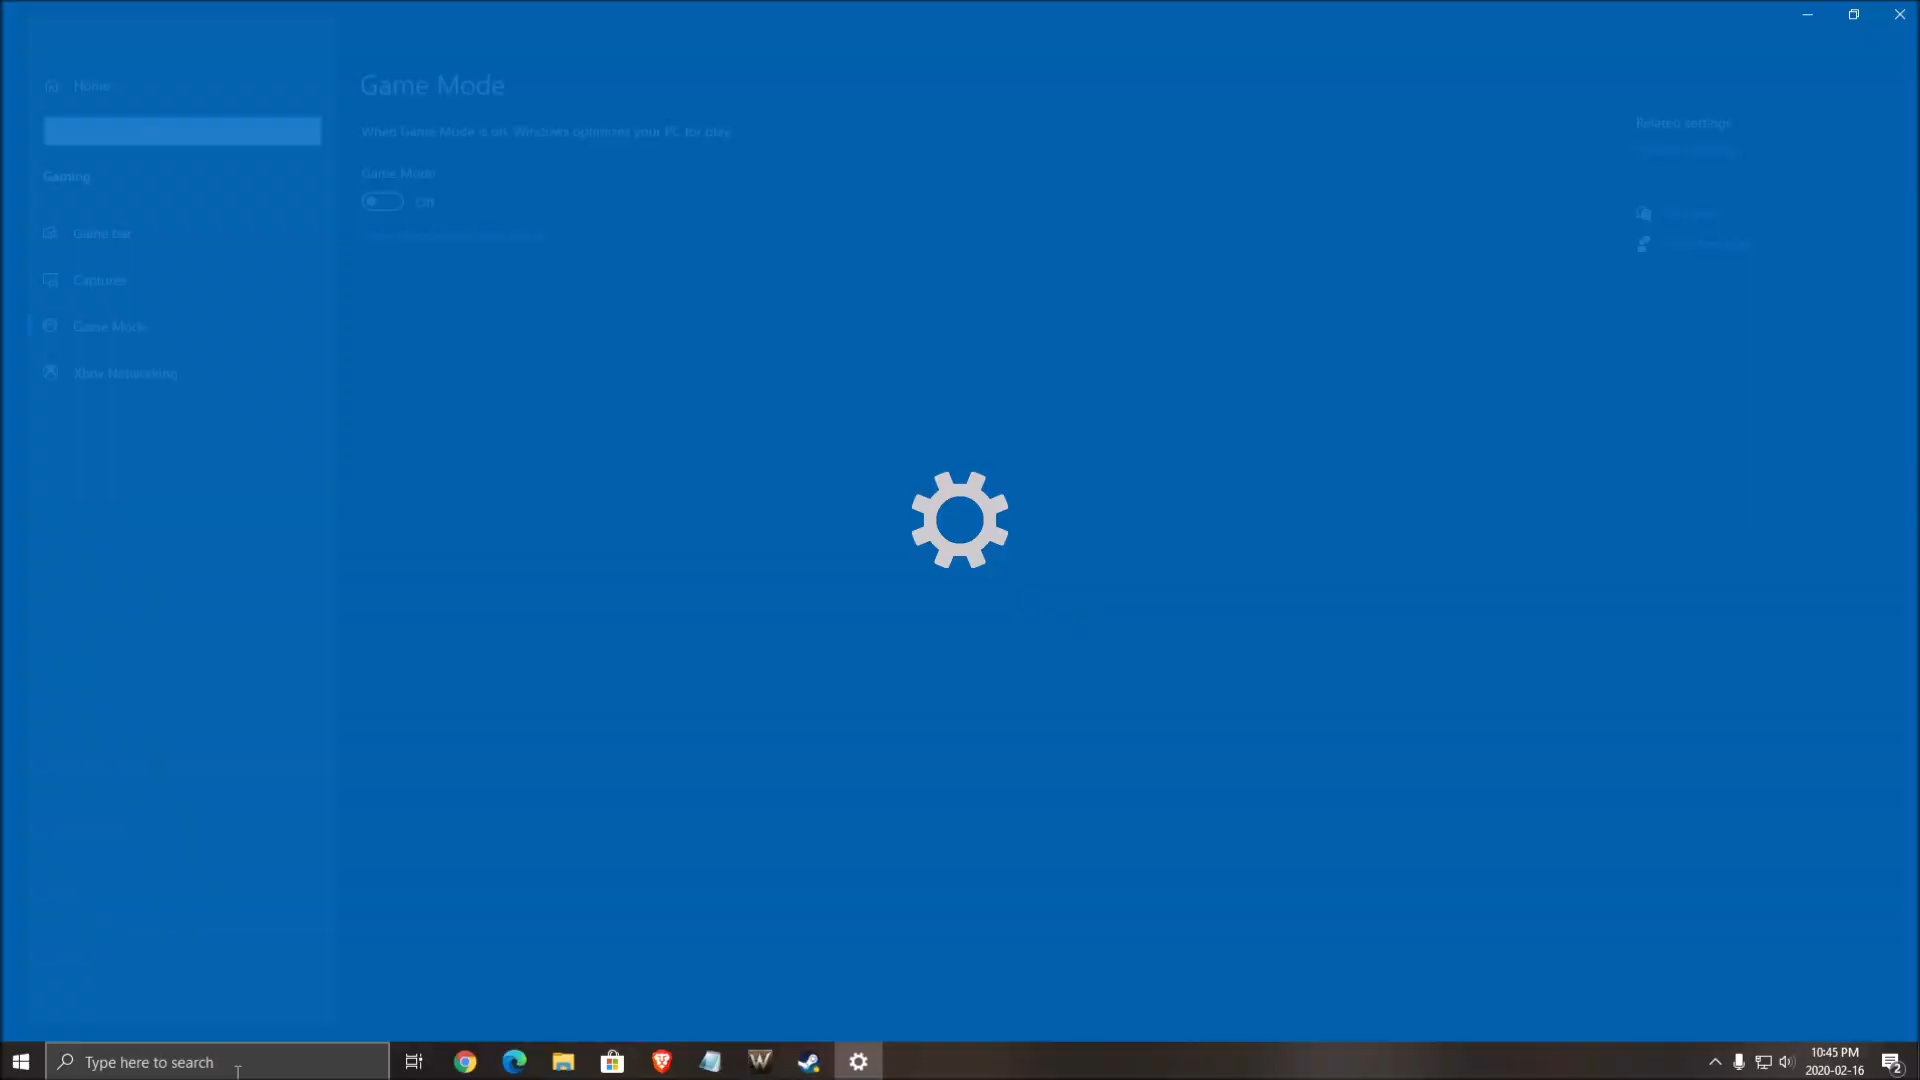 Home
Game Mode
When Game Mode is on, Windows optimizes your PC for play.
Related settings
Game Mode
Gaming
Off
Game bar
Captures
Game Mode
Xbox Networking
Type here to search
10:45 PM
2020-02-16
2